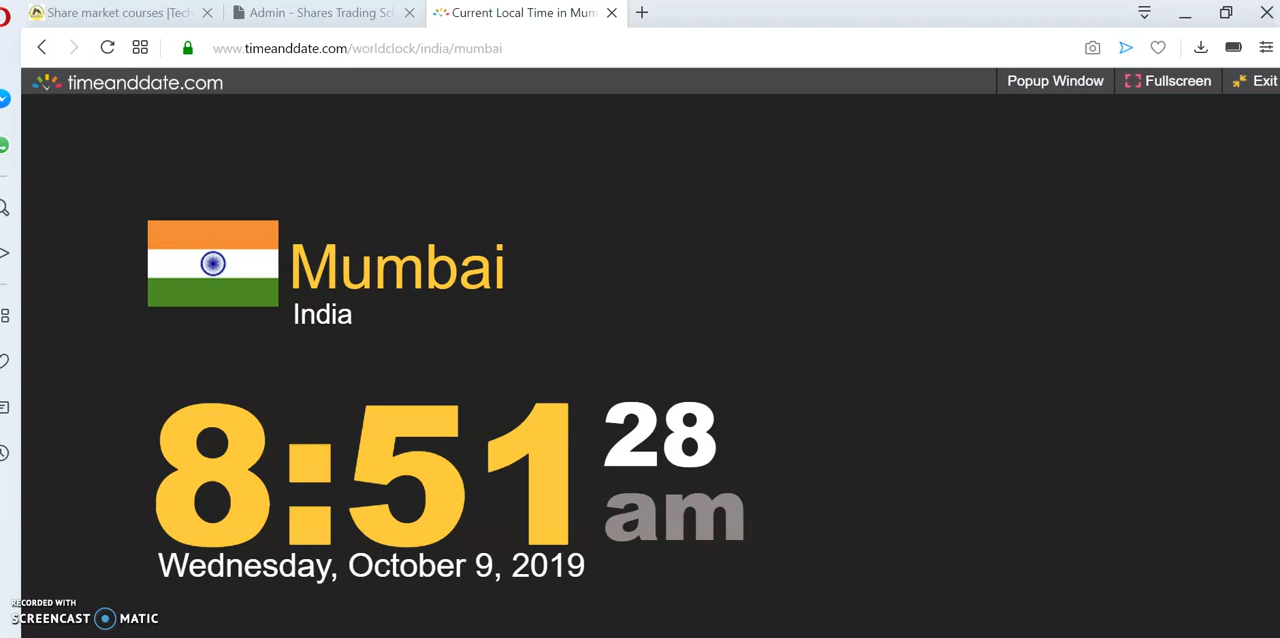 Share market courses |Tech
Admin - Shares Trading Sc
Current Local Time in Mum
www.timeanddate.com/worldclock/india/mumbai
timeanddate.com
Popup Window
Fullscreen
Exit
Mumbai
India
8:51
28
am
Wednesday, October 9, 2019
RECORDED WITH
SCREENCAST MATIC